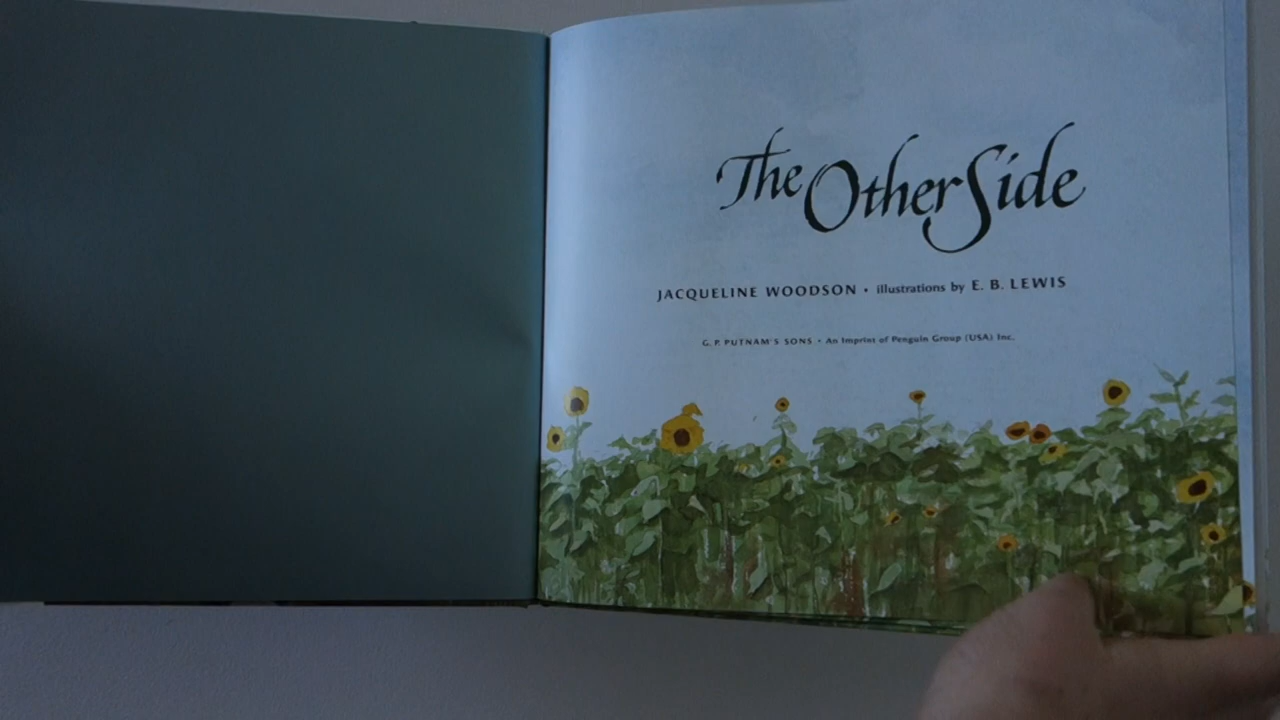 The Other Side
JACQUELINE WOODSON • illustrations by E. B. LEWIS
G. P. PUTNAM'S SONS • An Imprint of Penguin Group (USA) Inc.